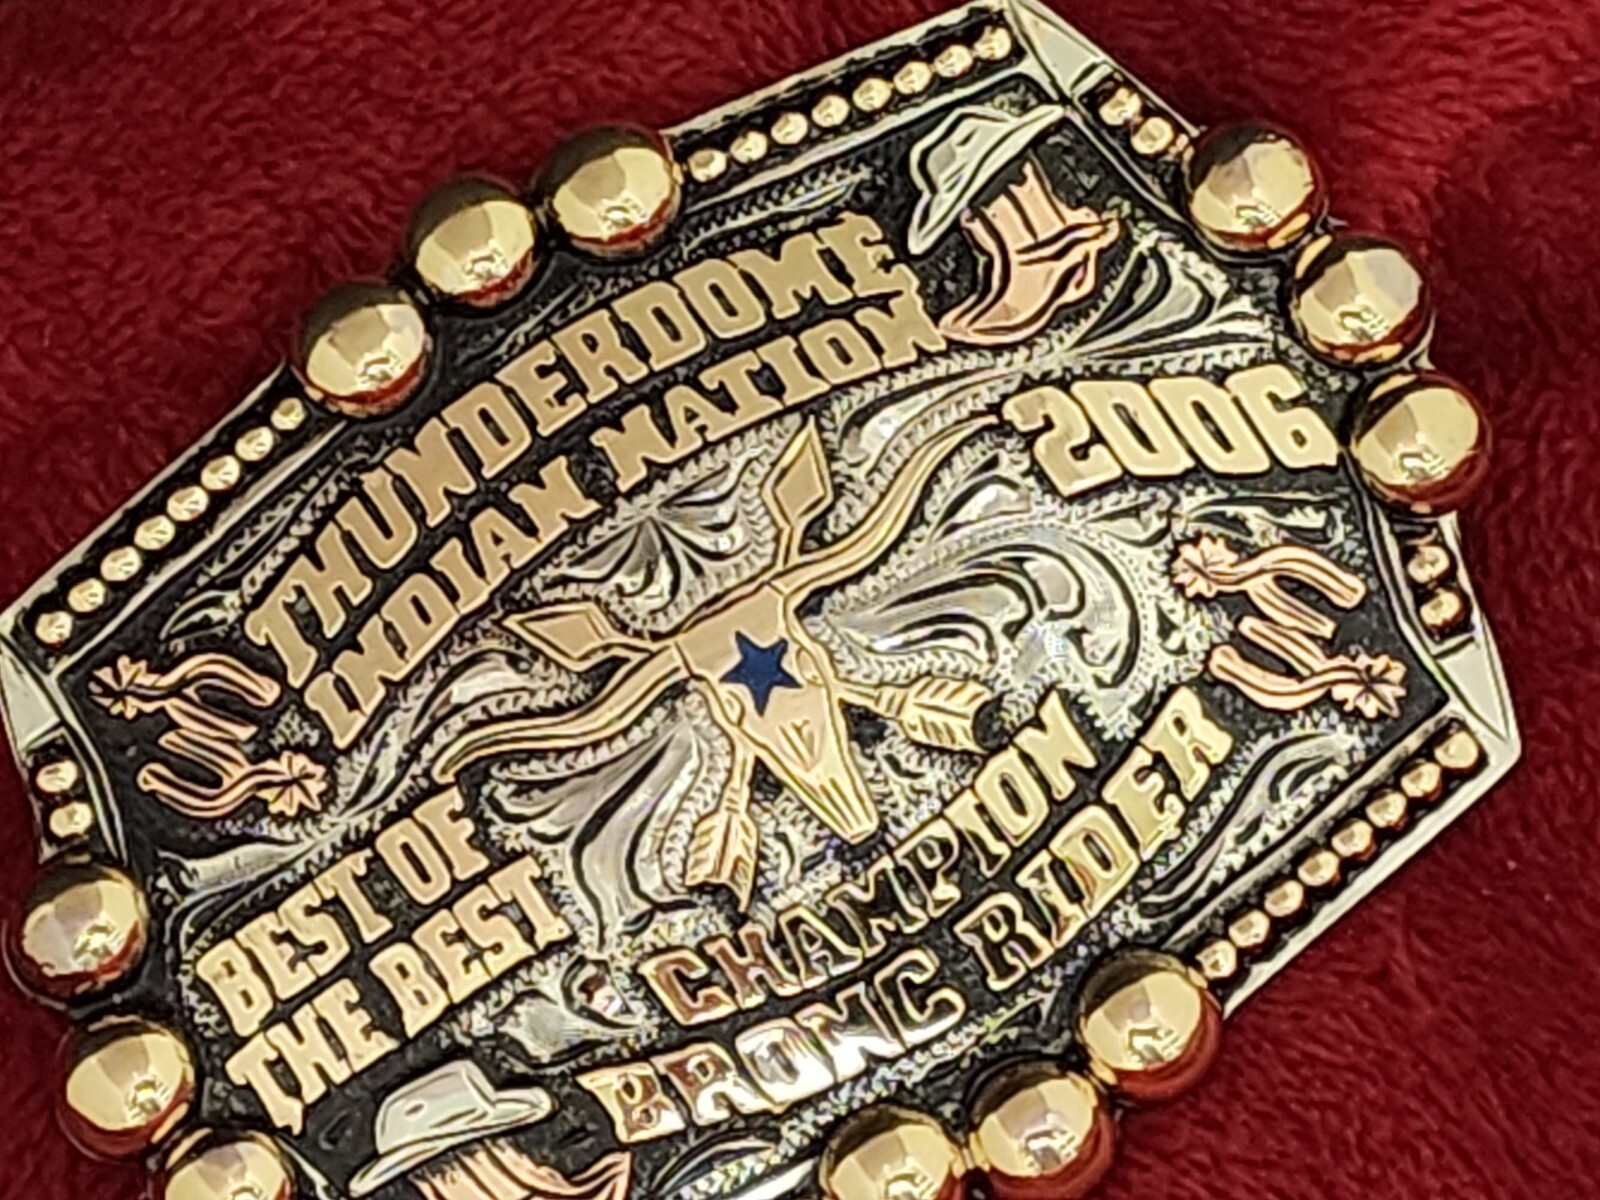 THUNDERDOME
INDIAN NATION
2006
BEST OF
THE BEST
CHAMPION
BRONC RIDER